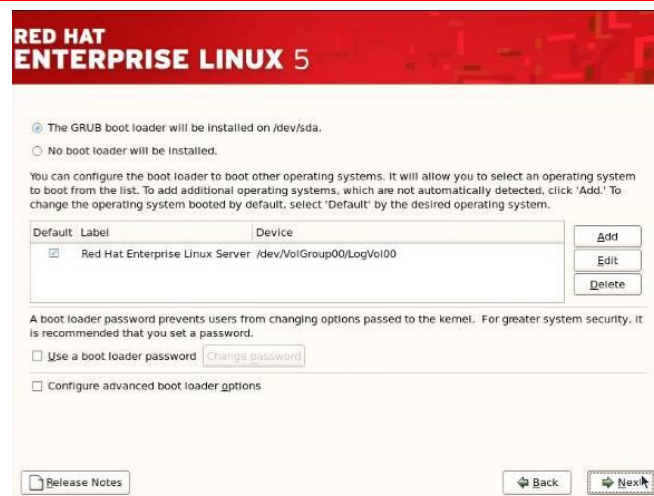 RED HAT
ENTERPRISE LINUX 5
The GRUB boot loader will be installed on /dev/sda.
No boot loader will be installed.
You can configure the boot loader to boot other operating systems. It will allow you to select an operating system
to boot from the list. To add additional operating systems, which are not automatically detected, click 'Add.' To
change the operating system booted by default, select 'Default' by the desired operating system.
Default Label Device
Red Hat Enterprise Linux Server /dev/VolGroup00/LogVol00
Add
Edit
Delete
A boot loader password prevents users from changing options passed to the kernel. For greater system security, it
is recommended that you set a password.
Use a boot loader password Change password
Configure advanced boot loader options
Release Notes Back Next